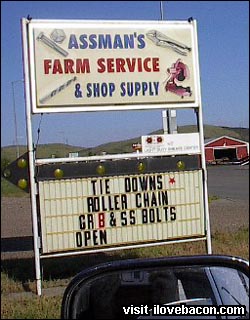 ASSMAN'S
FARM SERVICE
& SHOP SUPPLY
TIE DOWNS
ROLLER CHAIN
GR 8 & SS BOLTS
OPEN
visit-ilovebacon.com